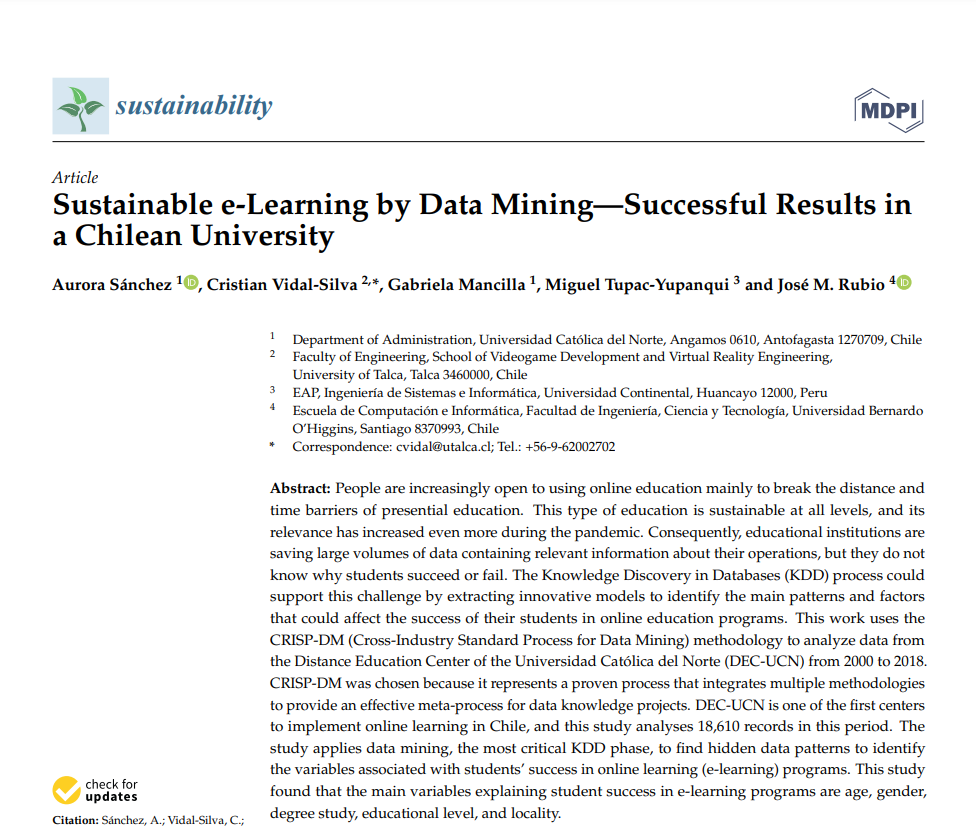 sustainability
MDPI
Article
Sustainable e-Learning by Data Mining—Successful Results in
a Chilean University
Aurora Sánchez 1 iD, Cristian Vidal-Silva 2,*, Gabriela Mancilla 1, Miguel Tupac-Yupanqui 3 and José M. Rubio 4 iD
1 Department of Administration, Universidad Católica del Norte, Angamos 0610, Antofagasta 1270709, Chile
2 Faculty of Engineering, School of Videogame Development and Virtual Reality Engineering,
University of Talca, Talca 3460000, Chile
3 EAP, Ingeniería de Sistemas e Informática, Universidad Continental, Huancayo 12000, Peru
4 Escuela de Computación e Informática, Facultad de Ingeniería, Ciencia y Tecnología, Universidad Bernardo
O'Higgins, Santiago 8370993, Chile
* Correspondence: cvidal@utalca.cl; Tel.: +56-9-62002702
Abstract: People are increasingly open to using online education mainly to break the distance and
time barriers of presential education. This type of education is sustainable at all levels, and its
relevance has increased even more during the pandemic. Consequently, educational institutions are
saving large volumes of data containing relevant information about their operations, but they do not
know why students succeed or fail. The Knowledge Discovery in Databases (KDD) process could
support this challenge by extracting innovative models to identify the main patterns and factors
that could affect the success of their students in online education programs. This work uses the
CRISP-DM (Cross-Industry Standard Process for Data Mining) methodology to analyze data from
the Distance Education Center of the Universidad Católica del Norte (DEC-UCN) from 2000 to 2018.
CRISP-DM was chosen because it represents a proven process that integrates multiple methodologies
to provide an effective meta-process for data knowledge projects. DEC-UCN is one of the first centers
to implement online learning in Chile, and this study analyses 18,610 records in this period. The
study applies data mining, the most critical KDD phase, to find hidden data patterns to identify
the variables associated with students' success in online learning (e-learning) programs. This study
found that the main variables explaining student success in e-learning programs are age, gender,
degree study, educational level, and locality.
check for
updates
Citation: Sánchez, A.; Vidal-Silva, C.;